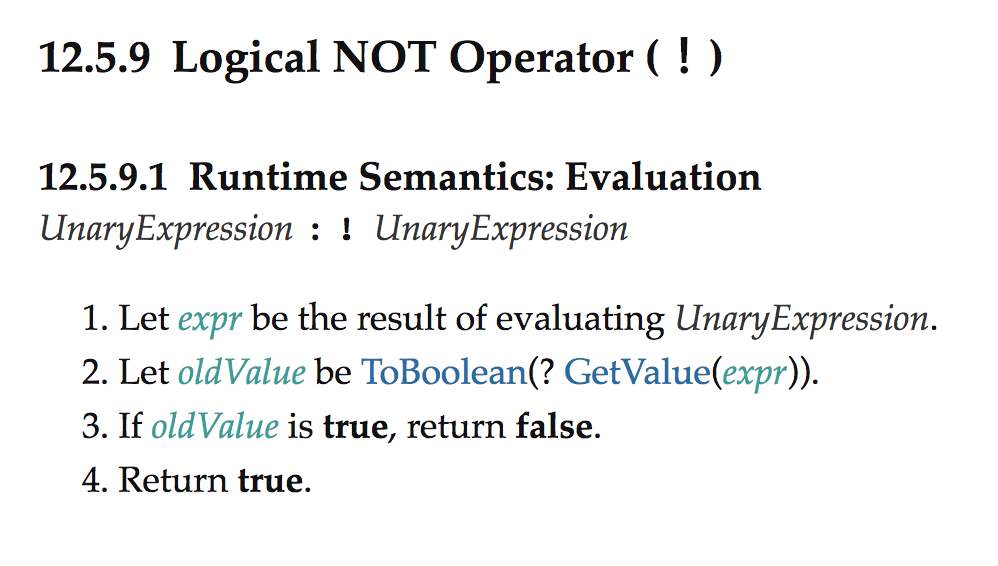 12.5.9 Logical NOT Operator ( ! )
12.5.9.1 Runtime Semantics: Evaluation
UnaryExpression : ! UnaryExpression
1. Let expr be the result of evaluating UnaryExpression.
2. Let oldValue be ToBoolean(? GetValue(expr)).
3. If oldValue is true, return false.
4. Return true.